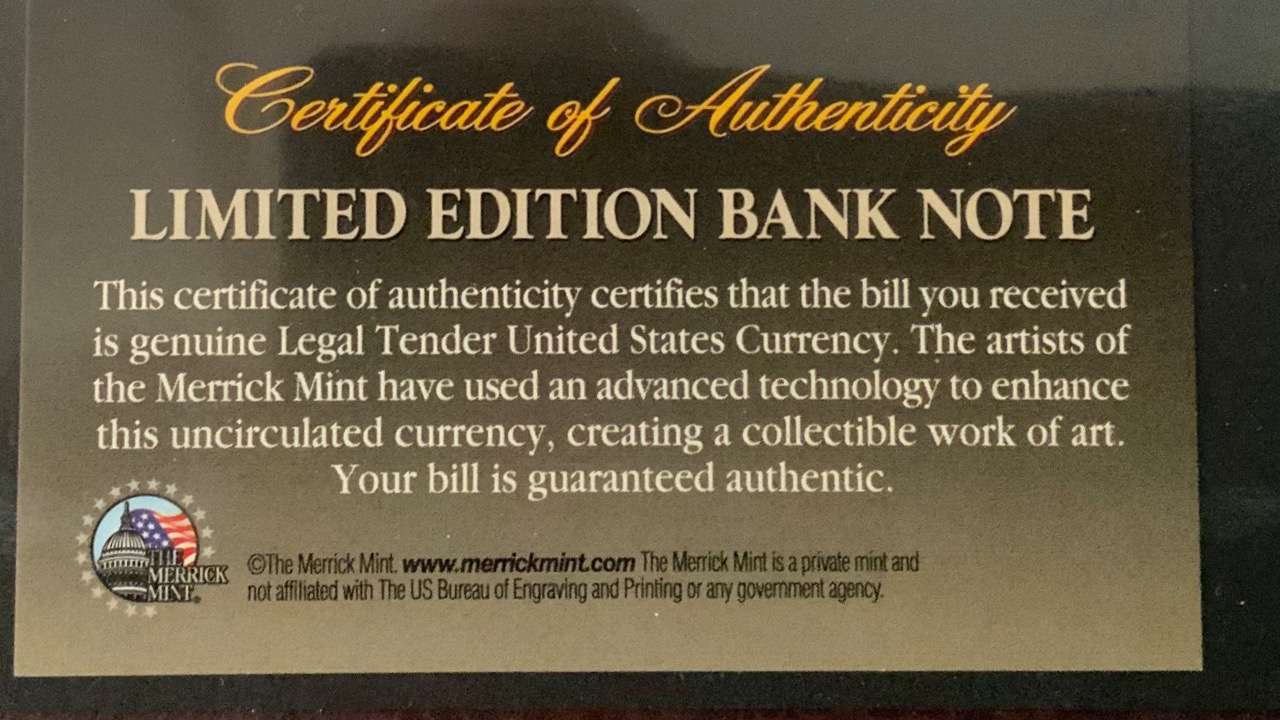 Certificate of Authenticity
LIMITED EDITION BANK NOTE
This certificate of authenticity certifies that the bill you received
is genuine Legal Tender United States Currency. The artists of
the Merrick Mint have used an advanced technology to enhance
this uncirculated currency, creating a collectible work of art.
Your bill is guaranteed authentic.
THE
MERRICK
MINT®
©The Merrick Mint. www.merrickmint.com The Merrick Mint is a private mint and
not affiliated with The US Bureau of Engraving and Printing or any government agency.